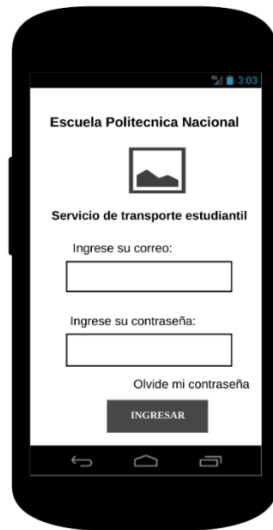 3:03
Escuela Politecnica Nacional
Servicio de transporte estudiantil
Ingrese su correo:
Ingrese su contraseña:
Olvide mi contraseña
INGRESAR